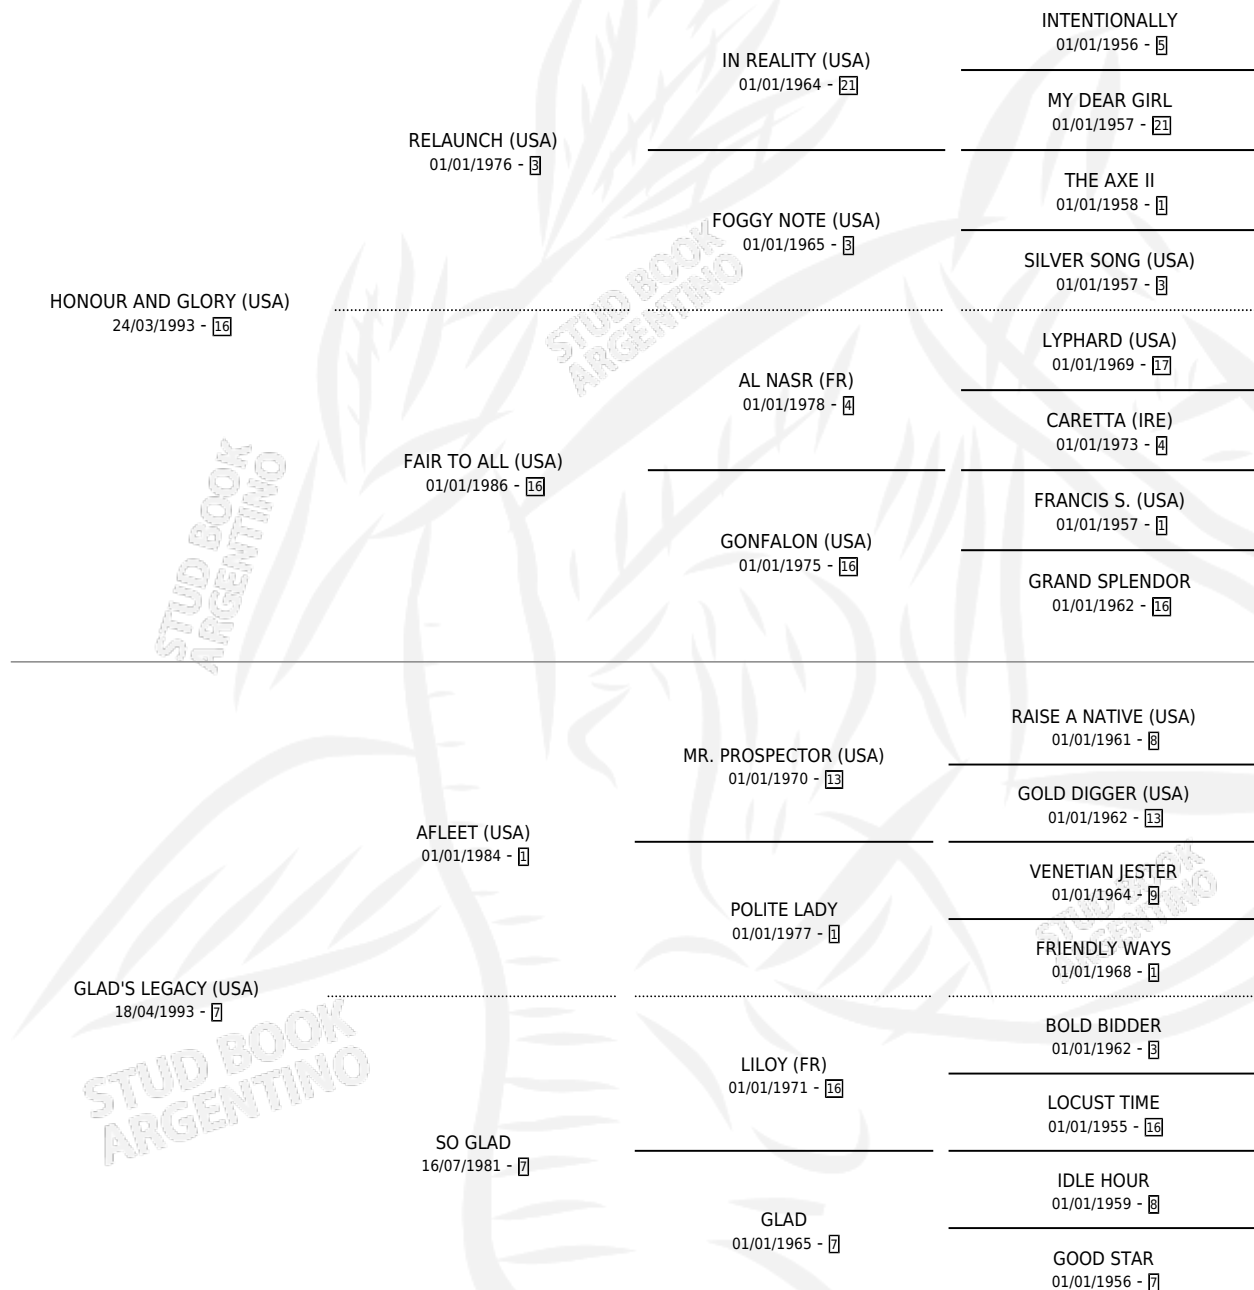 INTENTIONALLY
01/01/1956 - 5
IN REALITY (USA)
01/01/1964 - 21
MY DEAR GIRL
01/01/1957 - 21
RELAUNCH (USA)
01/01/1976 - 3
THE AXE II
01/01/1958 - 1
FOGGY NOTE (USA)
01/01/1965 - 3
SILVER SONG (USA)
01/01/1957 - 3
HONOUR AND GLORY (USA)
24/03/1993 - 16
LYPHARD (USA)
01/01/1969 - 17
AL NASR (FR)
01/01/1978 - 4
CARETTA (IRE)
01/01/1973 - 4
FAIR TO ALL (USA)
01/01/1986 - 16
FRANCIS S. (USA)
01/01/1957 - 1
GONFALON (USA)
01/01/1975 - 16
GRAND SPLENDOR
01/01/1962 - 16
RAISE A NATIVE (USA)
01/01/1961 - 8
MR. PROSPECTOR (USA)
01/01/1970 - 13
GOLD DIGGER (USA)
01/01/1962 - 13
AFLEET (USA)
01/01/1984 - 1
VENETIAN JESTER
01/01/1964 - 9
POLITE LADY
01/01/1977 - 1
FRIENDLY WAYS
01/01/1968 - 1
GLAD'S LEGACY (USA)
18/04/1993 - 7
BOLD BIDDER
01/01/1962 - 3
LILOY (FR)
01/01/1971 - 16
LOCUST TIME
01/01/1955 - 16
SO GLAD
16/07/1981 - 7
IDLE HOUR
01/01/1959 - 8
GLAD
01/01/1965 - 7
GOOD STAR
01/01/1956 - 7
STUD BOOK
ARGENTINO
STUD BOOK
ARGENTINO
STUD BOOK
ARGENTINO
STUD BOOK
ARGENTINO